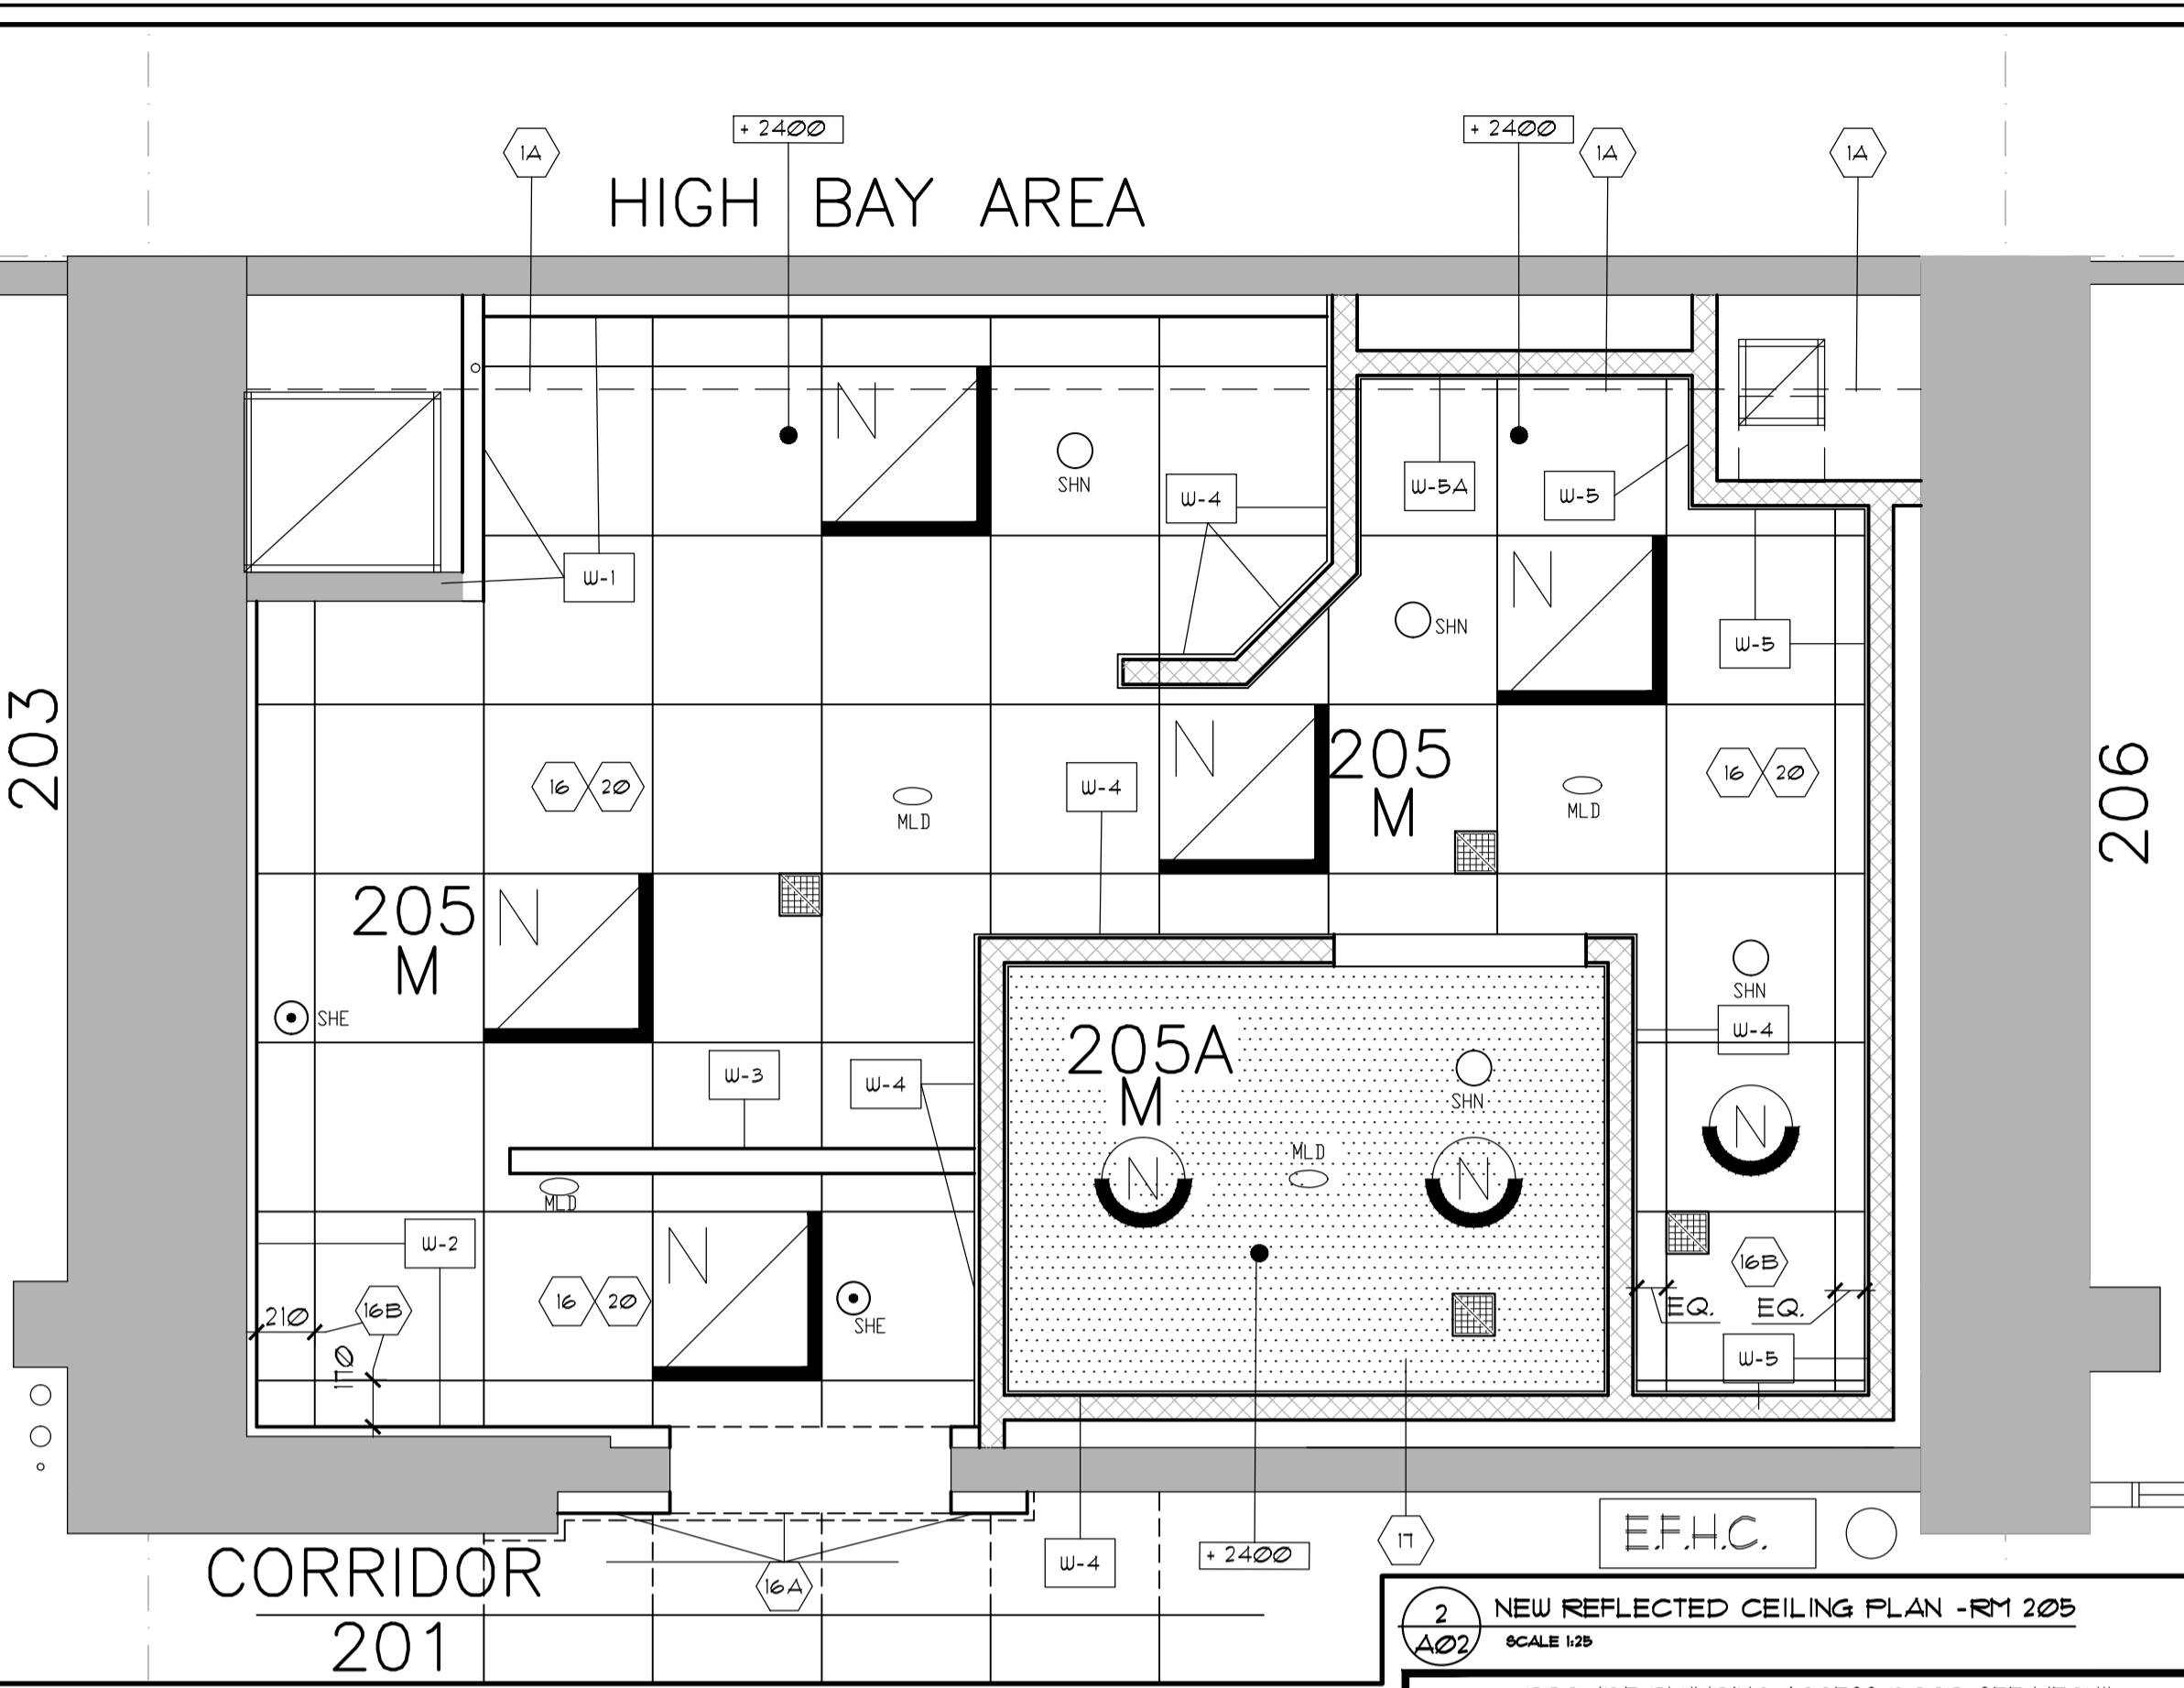 1A
+ 2400
+ 2400
1A
1A
HIGH BAY AREA
N
SHN
W-4
W-5A
W-5
W-1
N
SHN
W-5
203
N
205
M
206
16
20
MLD
W-4
MLD
16
20
205
M
N
SHN
SHE
W-4
205A
M
SHN
W-3
W-4
N
MLD
N
N
MLD
W-2
N
16B
16
20
SHE
210
16B
EQ.
EQ.
170
W-5
E.F.H.C.
W-4
+ 2400
17
CORRIDOR
201
16A
2
A02
NEW REFLECTED CEILING PLAN -RM 205
SCALE 1:25